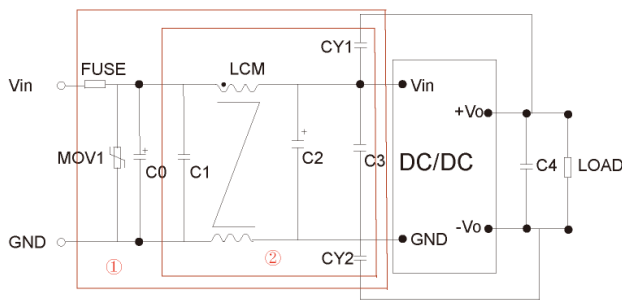 CY1
FUSE
LCM
Vin
Vin
+Vo
MOV1
C0
C1
C2
C3
DC/DC
C4
LOAD
GND
GND
-Vo
①
②
CY2